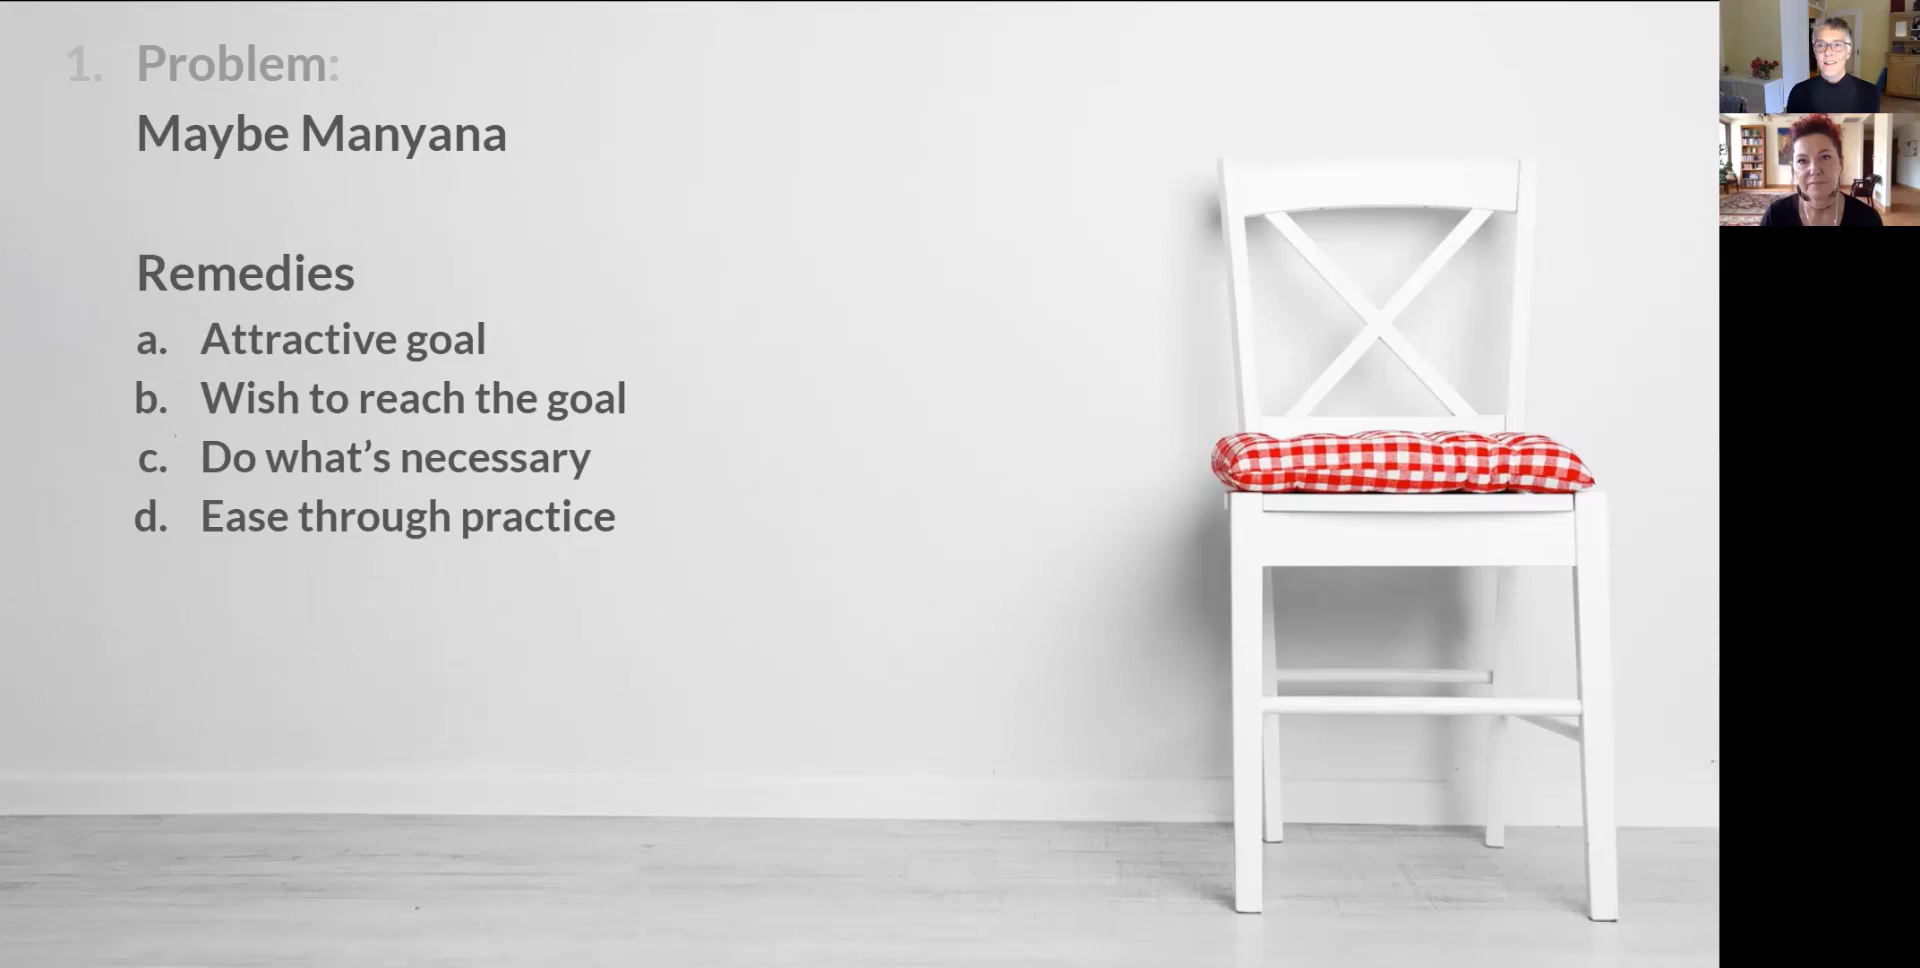 1. Problem:
Maybe Manyana
Remedies
a. Attractive goal
b. Wish to reach the goal
c. Do what’s necessary
d. Ease through practice